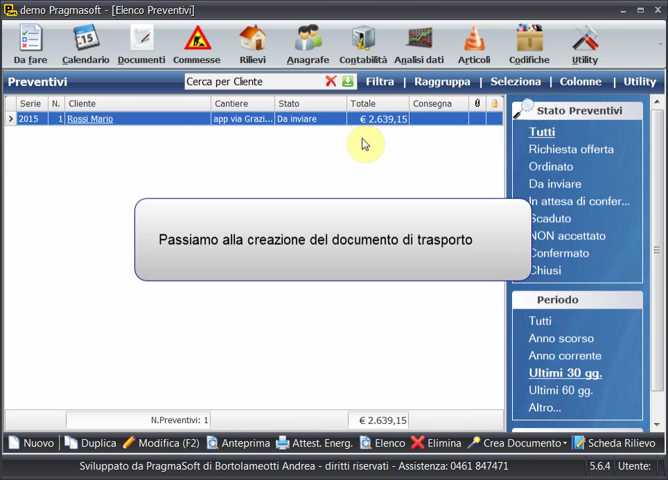 demo Pragmasoft - [Elenco Preventivi]
Da fare Calendario Documenti Commesse Rilievi Anagrafe Contabilità Analisi dati Articoli Codifiche Utility
Preventivi Cerca per Cliente Filtra | Raggruppa | Seleziona | Colonne | Utility
Serie N. Cliente Cantiere Stato Totale Consegna
2015 1 Rossi Mario app via Grazi... Da inviare € 2.639,15
Stato Preventivi
Tutti
Richiesta offerta
Ordinato
Da inviare
In attesa di confer...
Scaduto
NON accettato
Confermato
Chiusi
Passiamo alla creazione del documento di trasporto
Periodo
Tutti
Anno scorso
Anno corrente
Ultimi 30 gg.
Ultimi 60 gg.
Altro...
N.Preventivi: 1 € 2.639,15
Nuovo Duplica Modifica (F2) Anteprima Attest. Energ. Elenco Elimina Crea Documento Scheda Rilievo
Sviluppato da PragmaSoft di Bortolameotti Andrea - diritti riservati - Assistenza: 0461 847471 5.6.4 Utente: